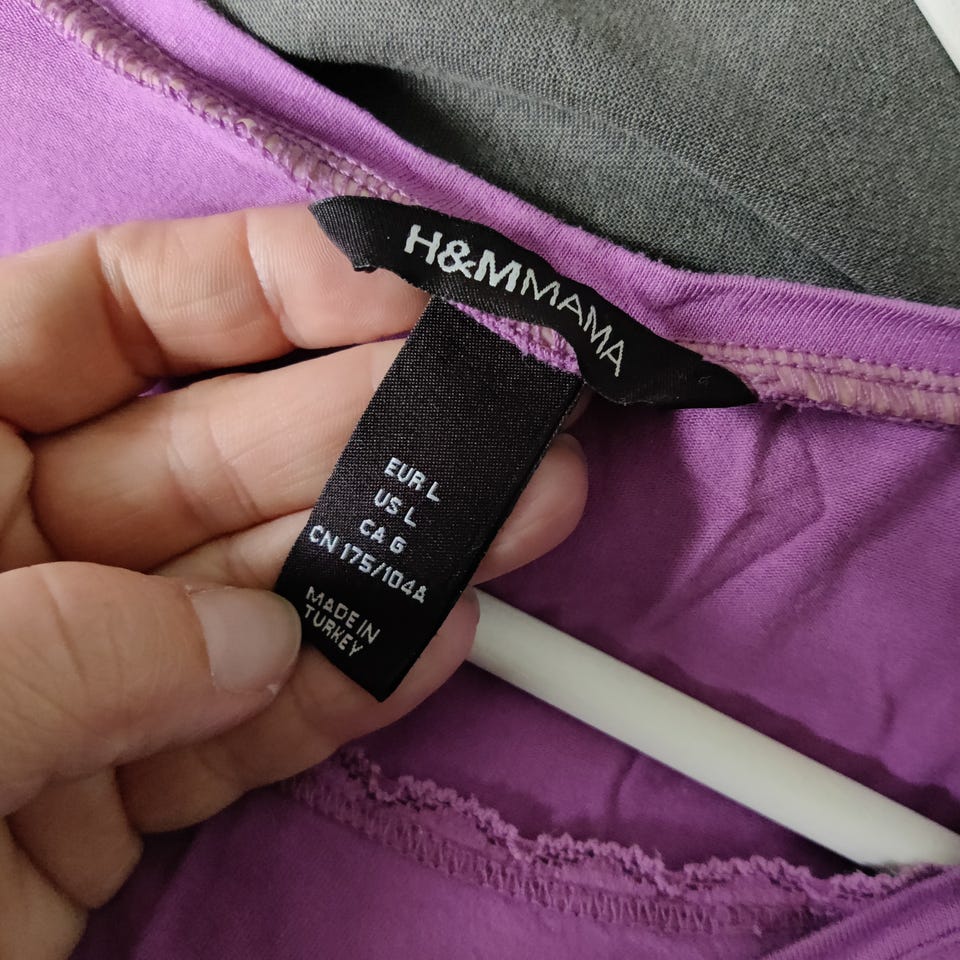 H&MMAMA
EUR L
US L
CA G
CN 175/104A
MADE IN
TURKEY